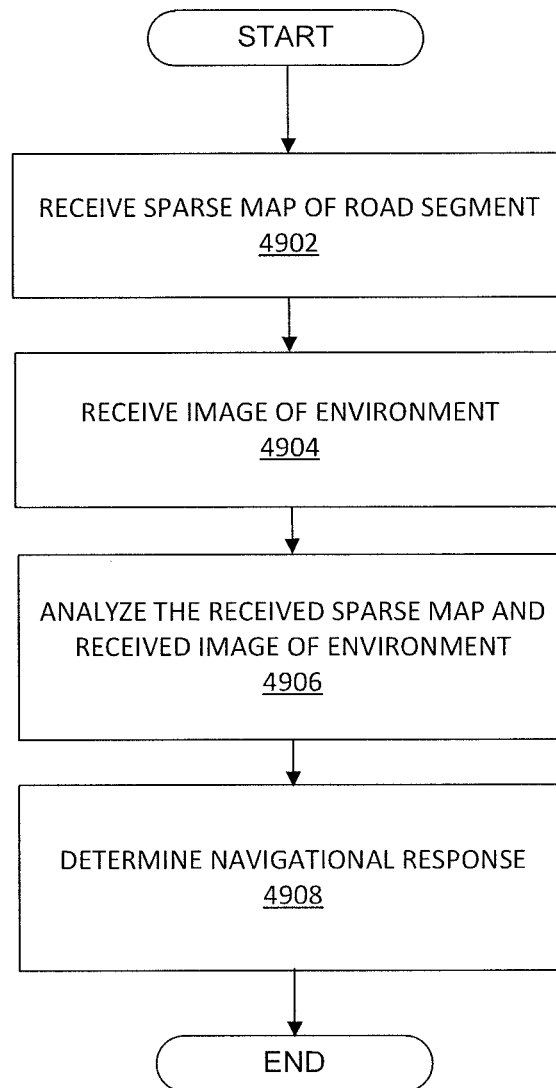 START
RECEIVE SPARSE MAP OF ROAD SEGMENT
4902
RECEIVE IMAGE OF ENVIRONMENT
4904
ANALYZE THE RECEIVED SPARSE MAP AND
RECEIVED IMAGE OF ENVIRONMENT
4906
DETERMINE NAVIGATIONAL RESPONSE
4908
END